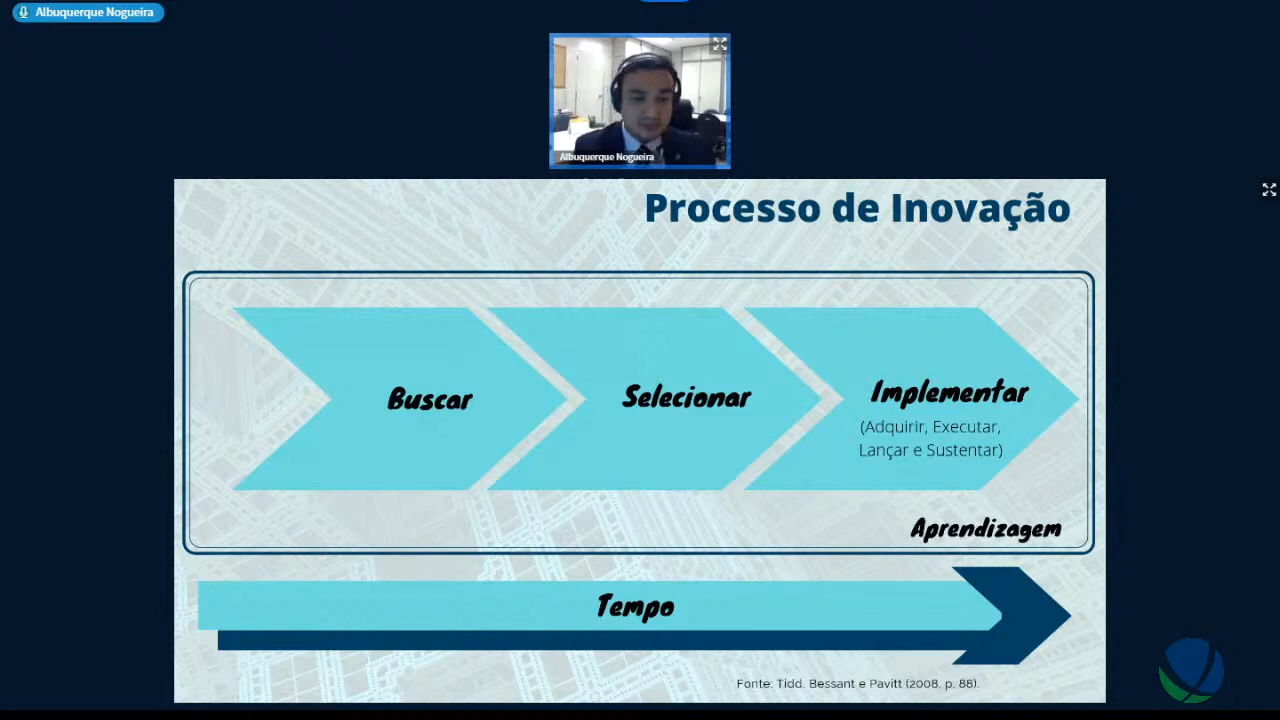 Albuquerque Nogueira
Albuquerque Nogueira
Processo de Inovação
Buscar
Selecionar
Implementar
(Adquirir, Executar,
Lançar e Sustentar)
Aprendizagem
Tempo
Fonte: Tidd. Bessant e Pavitt (2008, p. 88).